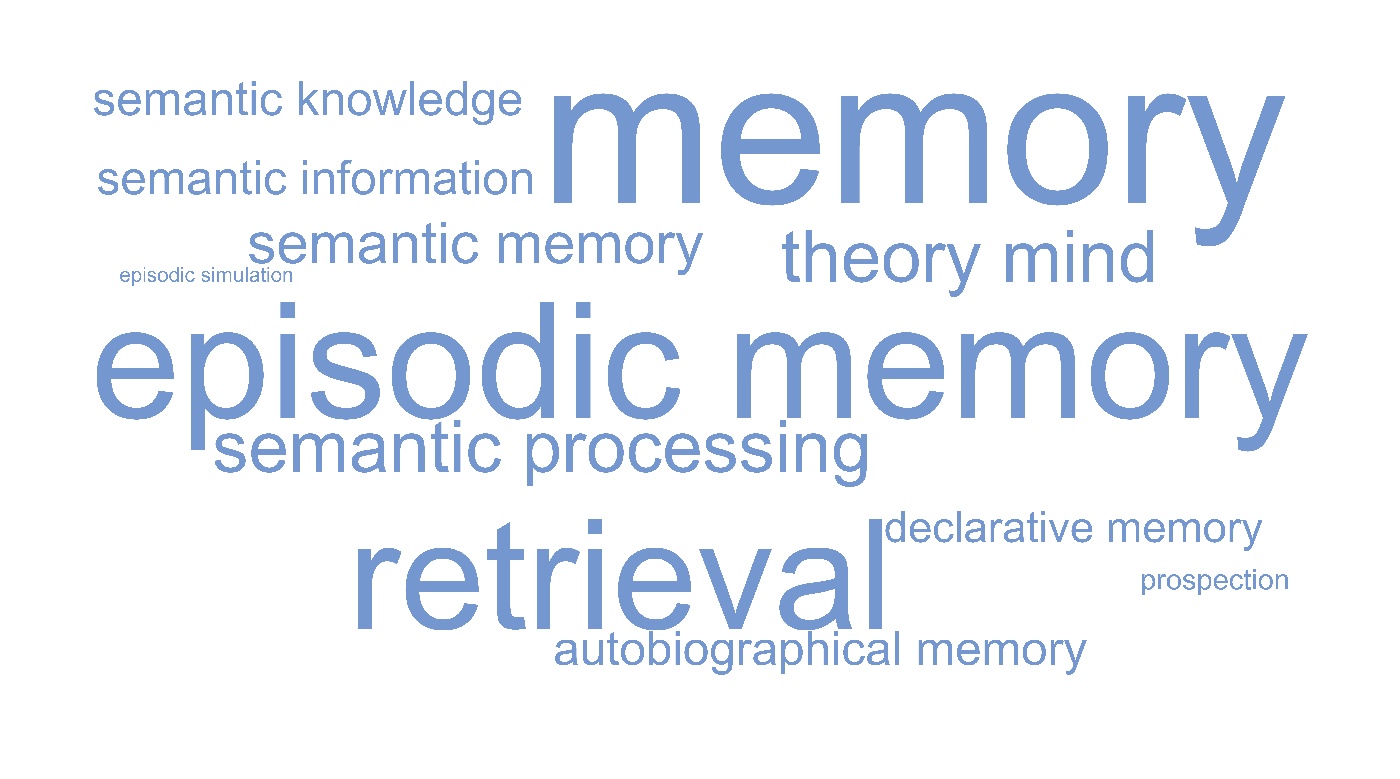 semantic knowledge
memory
semantic information
semantic memory
theory mind
episodic simulation
episodic memory
semantic processing
retrieval
declarative memory
prospection
autobiographical memory